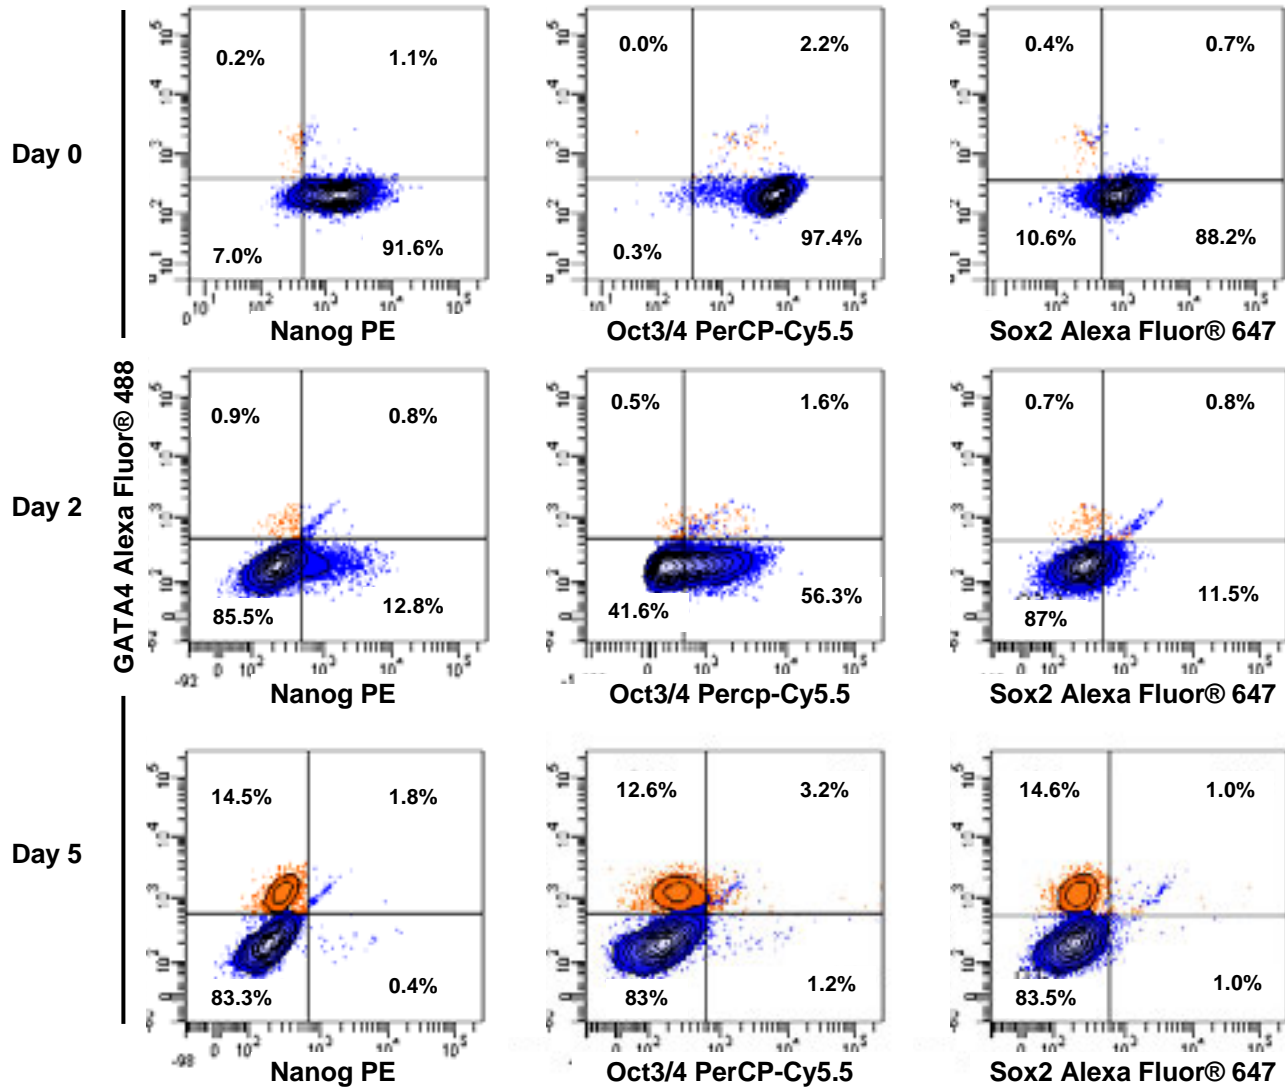 0.2%
1.1%
7.0%
91.6%
Nanog PE
0.0%
2.2%
0.3%
97.4%
Oct3/4 PerCP-Cy5.5
0.4%
0.7%
10.6%
88.2%
Sox2 Alexa Fluor® 647
Day 0
GATA4 Alexa Fluor® 488
0.9%
0.8%
85.5%
12.8%
Nanog PE
0.5%
1.6%
41.6%
56.3%
Oct3/4 Percp-Cy5.5
0.7%
0.8%
87%
11.5%
Sox2 Alexa Fluor® 647
Day 2
14.5%
1.8%
83.3%
0.4%
Nanog PE
12.6%
3.2%
83%
1.2%
Oct3/4 PerCP-Cy5.5
14.6%
1.0%
83.5%
1.0%
Sox2 Alexa Fluor® 647
Day 5